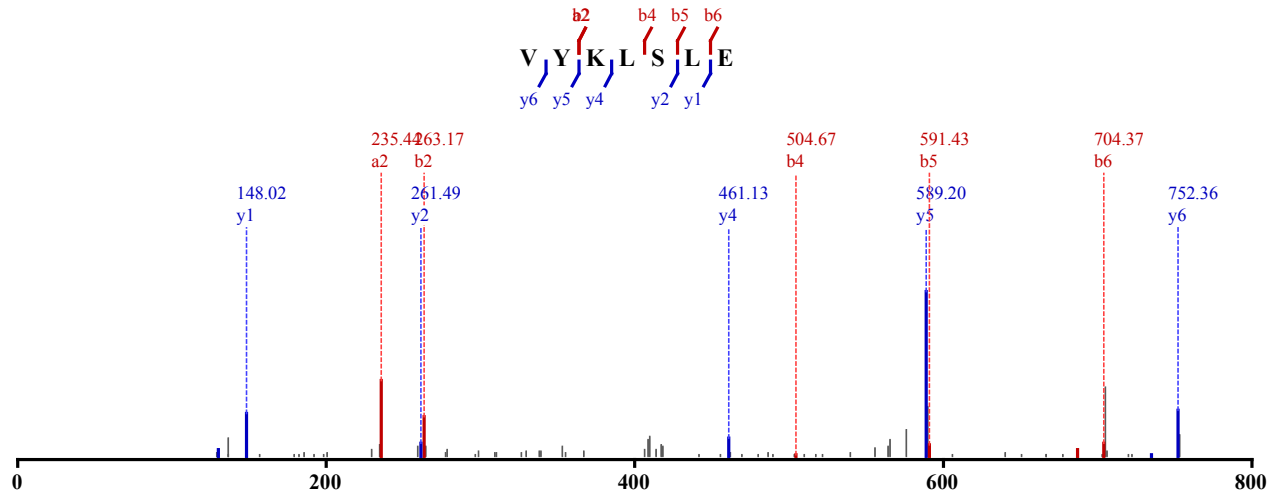 a2 b2 b4 b5 b6
V Y K L S L E
y6 y5 y4 y2 y1
235.44 263.17 504.67 591.43 704.37
a2 b2 b4 b5 b6
148.02 261.49 461.13 589.20 752.36
y1 y2 y4 y5 y6
0 200 400 600 800